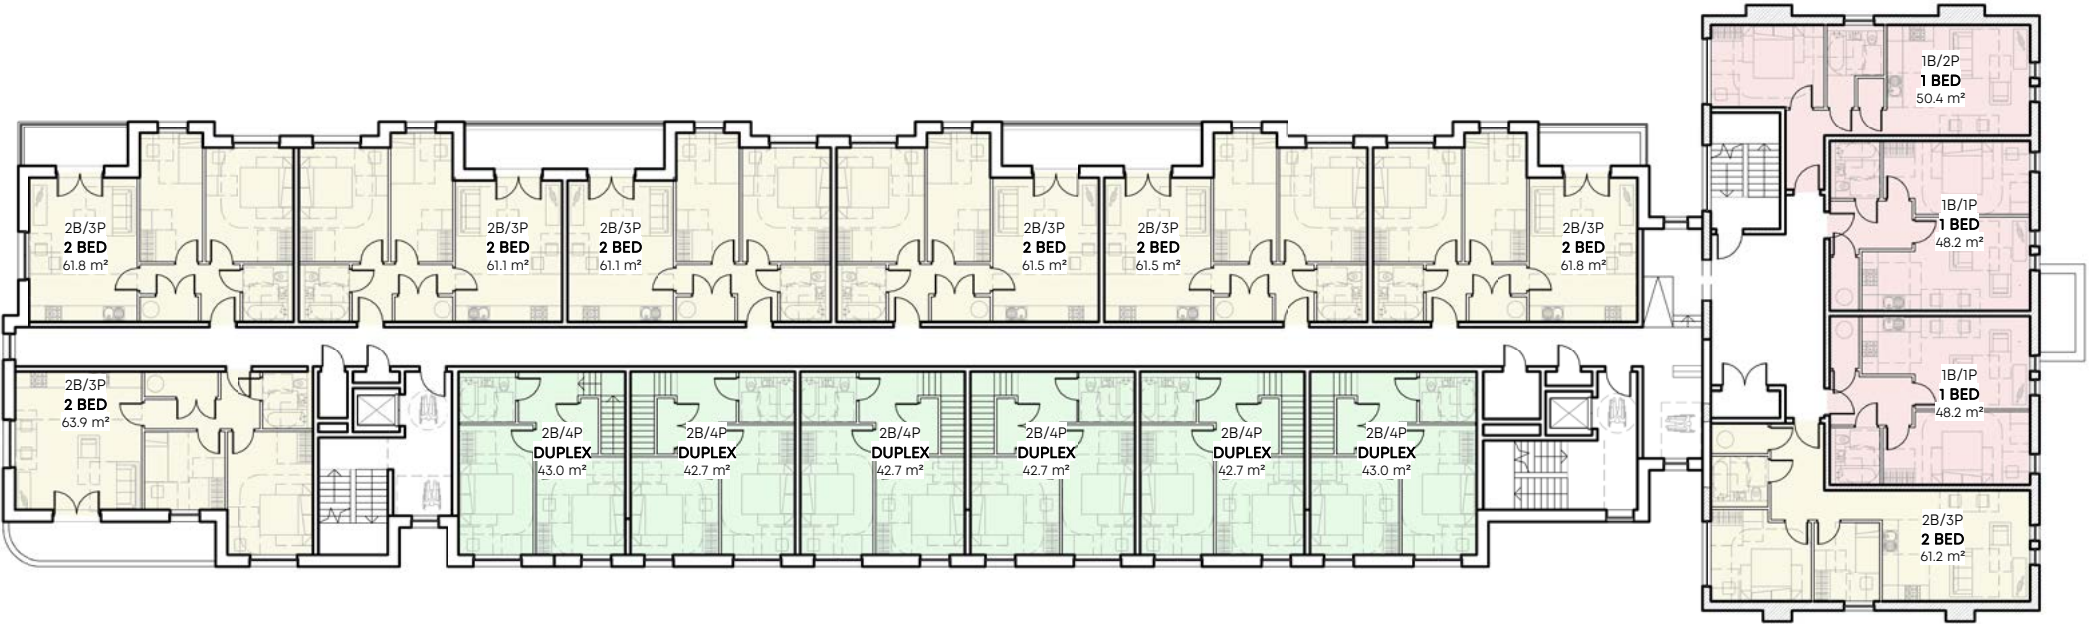 1B/2P
1 BED
50.4 m²
1B/1P
1 BED
48.2 m²
2B/3P
2 BED
61.8 m²
2B/3P
2 BED
61.1 m²
2B/3P
2 BED
61.1 m²
2B/3P
2 BED
61.5 m²
2B/3P
2 BED
61.5 m²
2B/3P
2 BED
61.8 m²
2B/3P
2 BED
63.9 m²
2B/4P
DUPLEX
43.0 m²
2B/4P
DUPLEX
42.7 m²
2B/4P
DUPLEX
42.7 m²
2B/4P
DUPLEX
42.7 m²
2B/4P
DUPLEX
42.7 m²
2B/4P
DUPLEX
43.0 m²
1B/1P
1 BED
48.2 m²
2B/3P
2 BED
61.2 m²